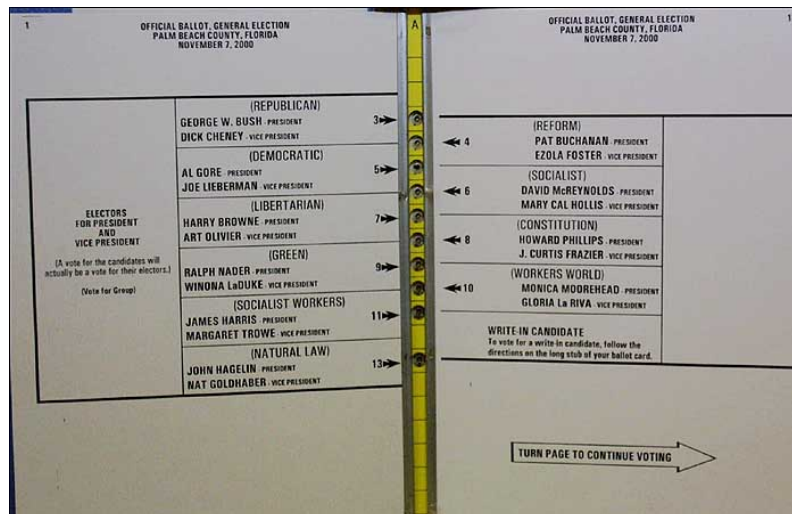 1
OFFICIAL BALLOT, GENERAL ELECTION
PALM BEACH COUNTY, FLORIDA
NOVEMBER 7, 2000
ELECTORS
FOR PRESIDENT
AND
VICE PRESIDENT
(A vote for the candidates will
actually be a vote for their electors.)
(Vote for Group)
(REPUBLICAN)
GEORGE W. BUSH - PRESIDENT
DICK CHENEY - VICE PRESIDENT
3
(DEMOCRATIC)
AL GORE - PRESIDENT
JOE LIEBERMAN - VICE PRESIDENT
5
(LIBERTARIAN)
HARRY BROWNE - PRESIDENT
ART OLIVIER - VICE PRESIDENT
7
(GREEN)
RALPH NADER - PRESIDENT
WINONA LaDUKE - VICE PRESIDENT
9
(SOCIALIST WORKERS)
JAMES HARRIS - PRESIDENT
MARGARET TROWE - VICE PRESIDENT
11
(NATURAL LAW)
JOHN HAGELIN - PRESIDENT
NAT GOLDHABER - VICE PRESIDENT
13
A
OFFICIAL BALLOT, GENERAL ELECTION
PALM BEACH COUNTY, FLORIDA
NOVEMBER 7, 2000
1
(REFORM)
4 PAT BUCHANAN - PRESIDENT
EZOLA FOSTER - VICE PRESIDENT
(SOCIALIST)
6 DAVID McREYNOLDS - PRESIDENT
MARY CAL HOLLIS - VICE PRESIDENT
(CONSTITUTION)
8 HOWARD PHILLIPS - PRESIDENT
J. CURTIS FRAZIER - VICE PRESIDENT
(WORKERS WORLD)
10 MONICA MOOREHEAD - PRESIDENT
GLORIA La RIVA - VICE PRESIDENT
WRITE-IN CANDIDATE
To vote for a write-in candidate, follow the
directions on the long stub of your ballot card.
TURN PAGE TO CONTINUE VOTING